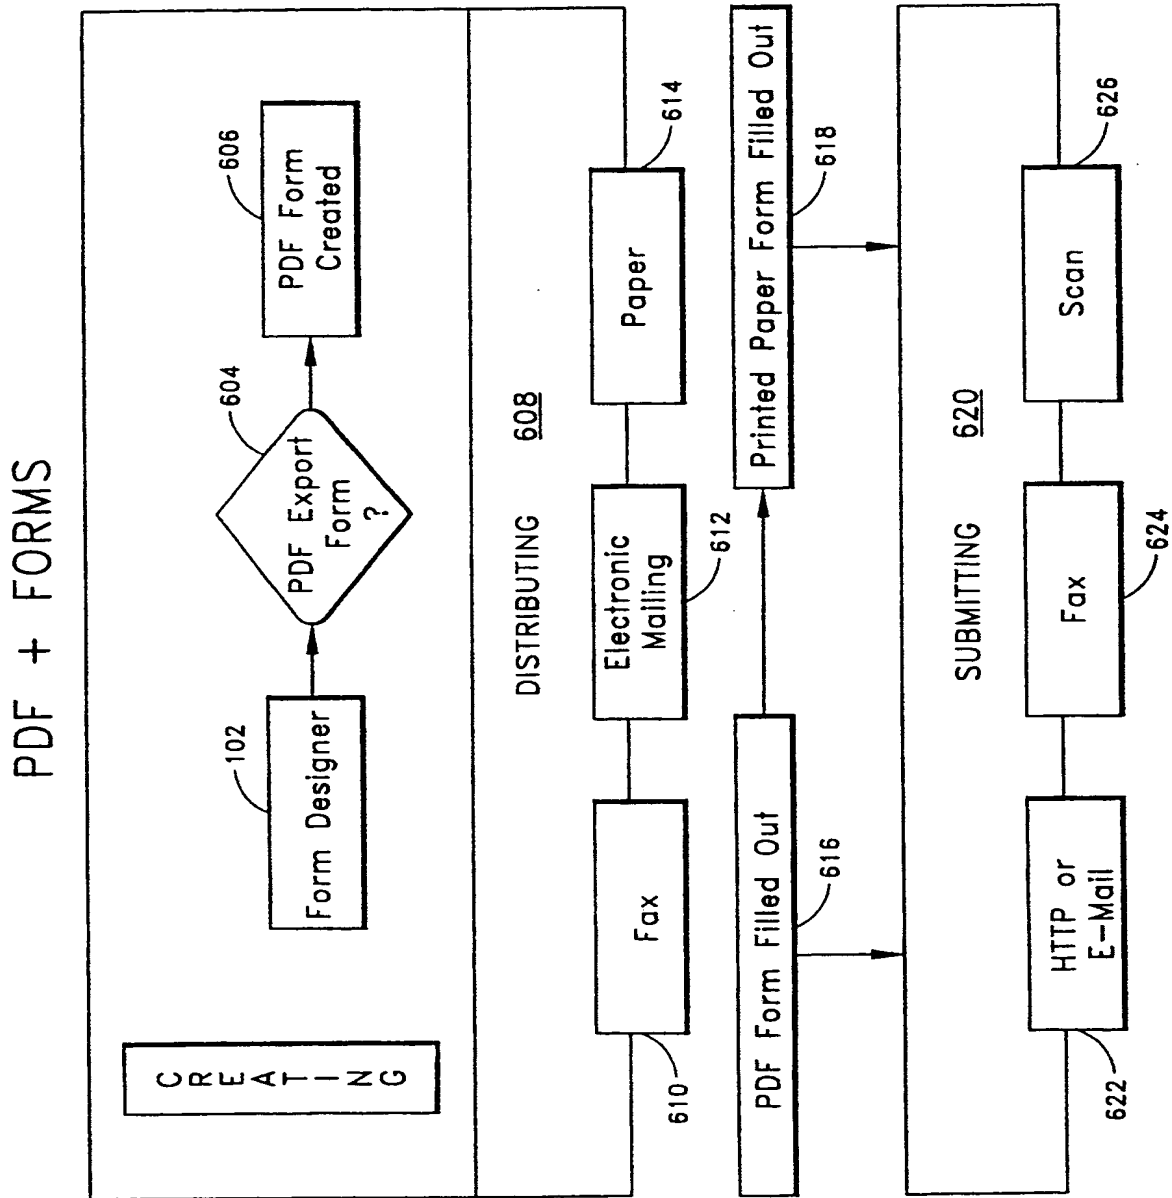 PDF + FORMS
CREATING
102
Form Designer
604
PDF Export
Form
?
606
PDF Form
Created
DISTRIBUTING
608
610
Fax
Electronic
Mailing
612
Paper
614
PDF Form Filled Out
616
Printed Paper Form Filled Out
618
SUBMITTING
620
HTTP or
E-Mail
622
Fax
624
Scan
626